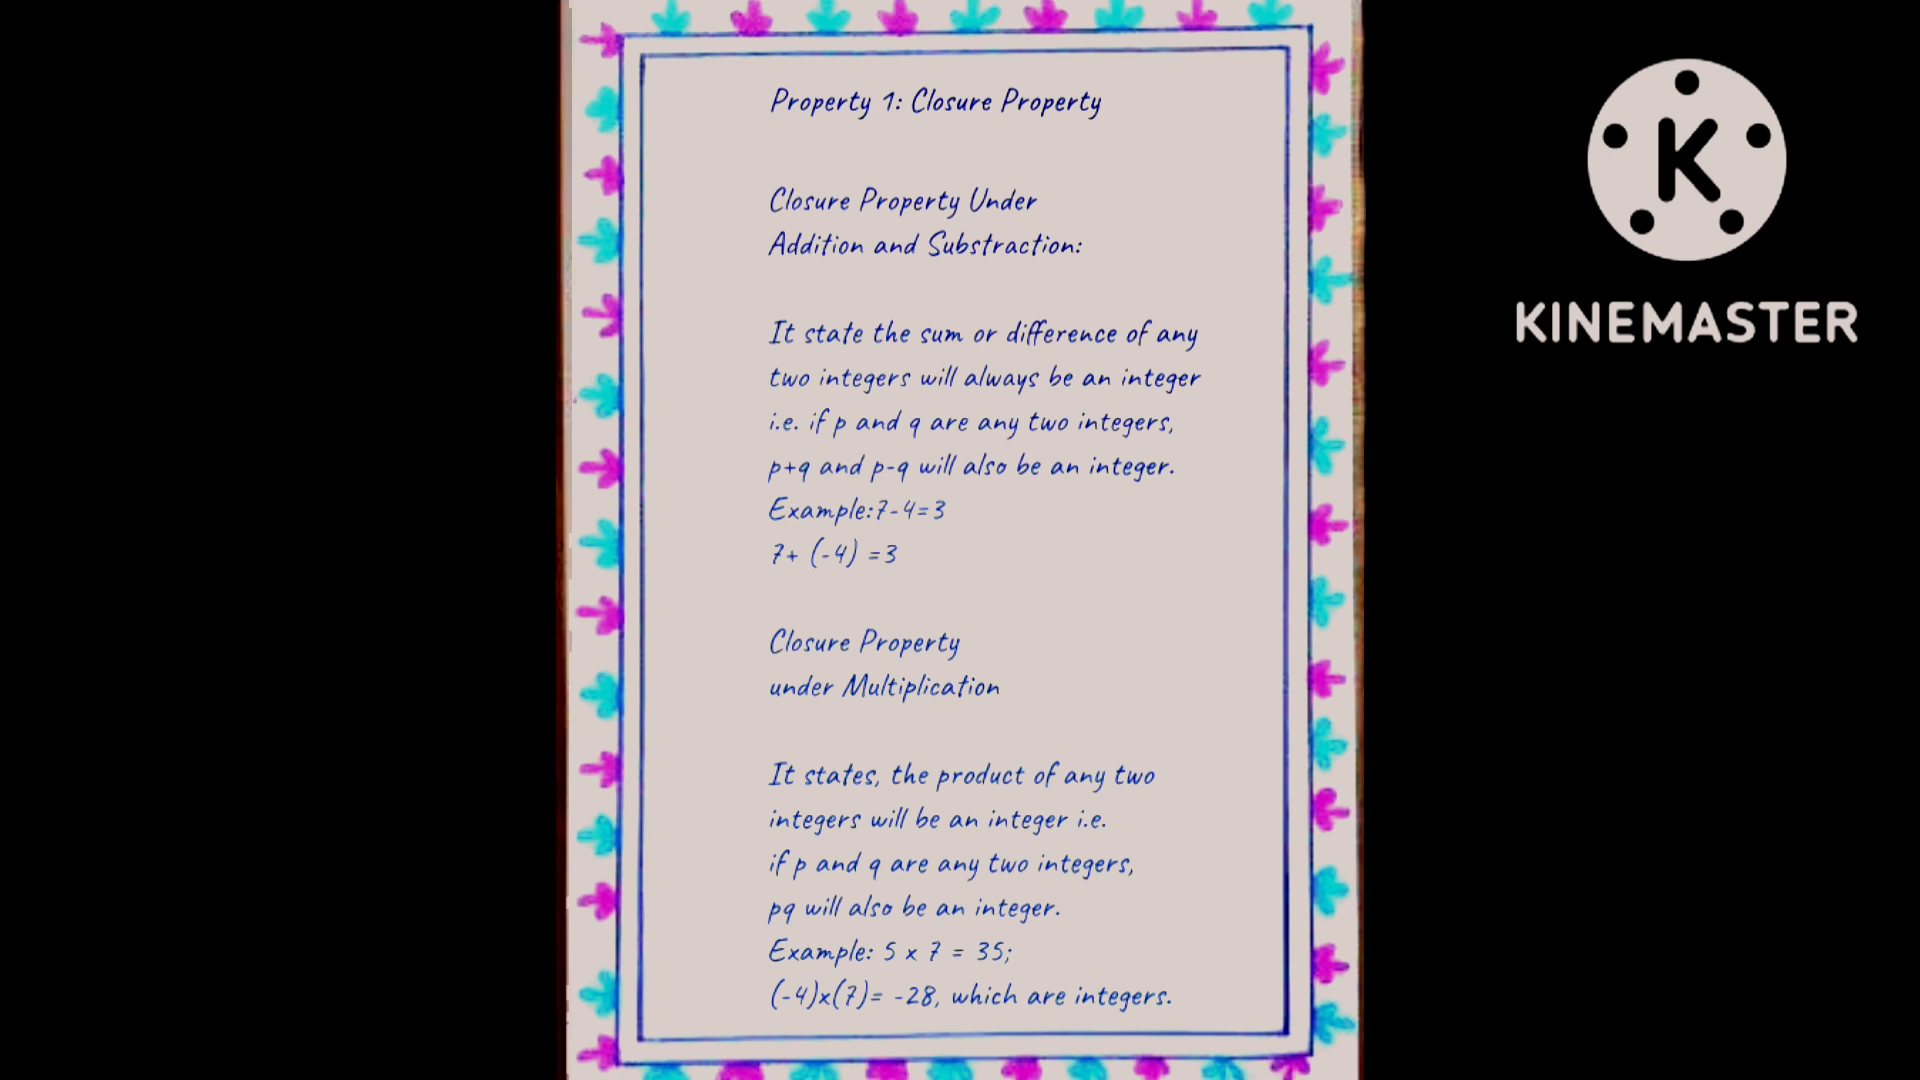 Property 1: Closure Property
Closure Property Under
Addition and Substraction:
It state the sum or difference of any
two integers will always be an integer
i.e. if p and q are any two integers,
p+q and p-q will also be an integer.
Example:7-4=3
7+ (-4) =3
Closure Property
under Multiplication
It states, the product of any two
integers will be an integer i.e.
if p and q are any two integers,
pq will also be an integer.
Example: 5 x 7 = 35;
(-4)x(7)= -28, which are integers.
K
KINEMASTER